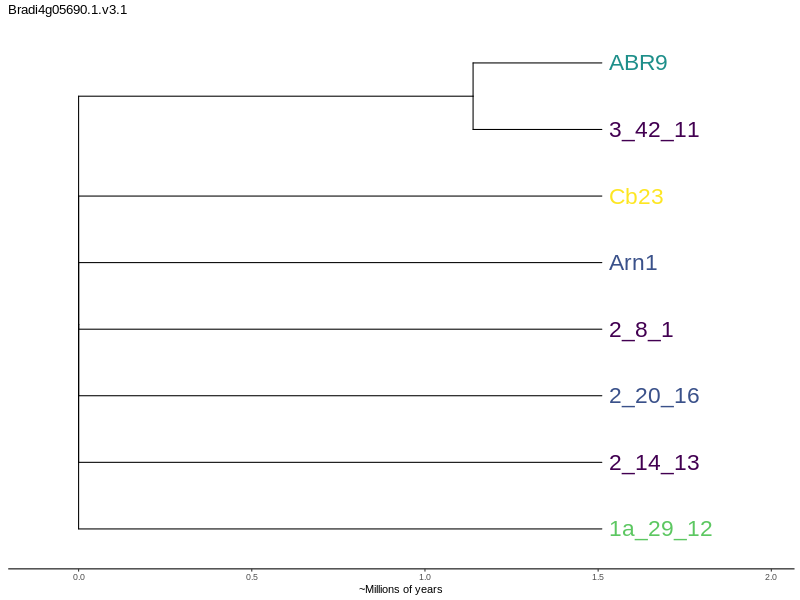 Bradi4g05690.1.v3.1
ABR9
3_42_11
Cb23
Arn1
2_8_1
2_20_16
2_14_13
1a_29_12
0.0 0.5 1.0 1.5 2.0
~Millions of years